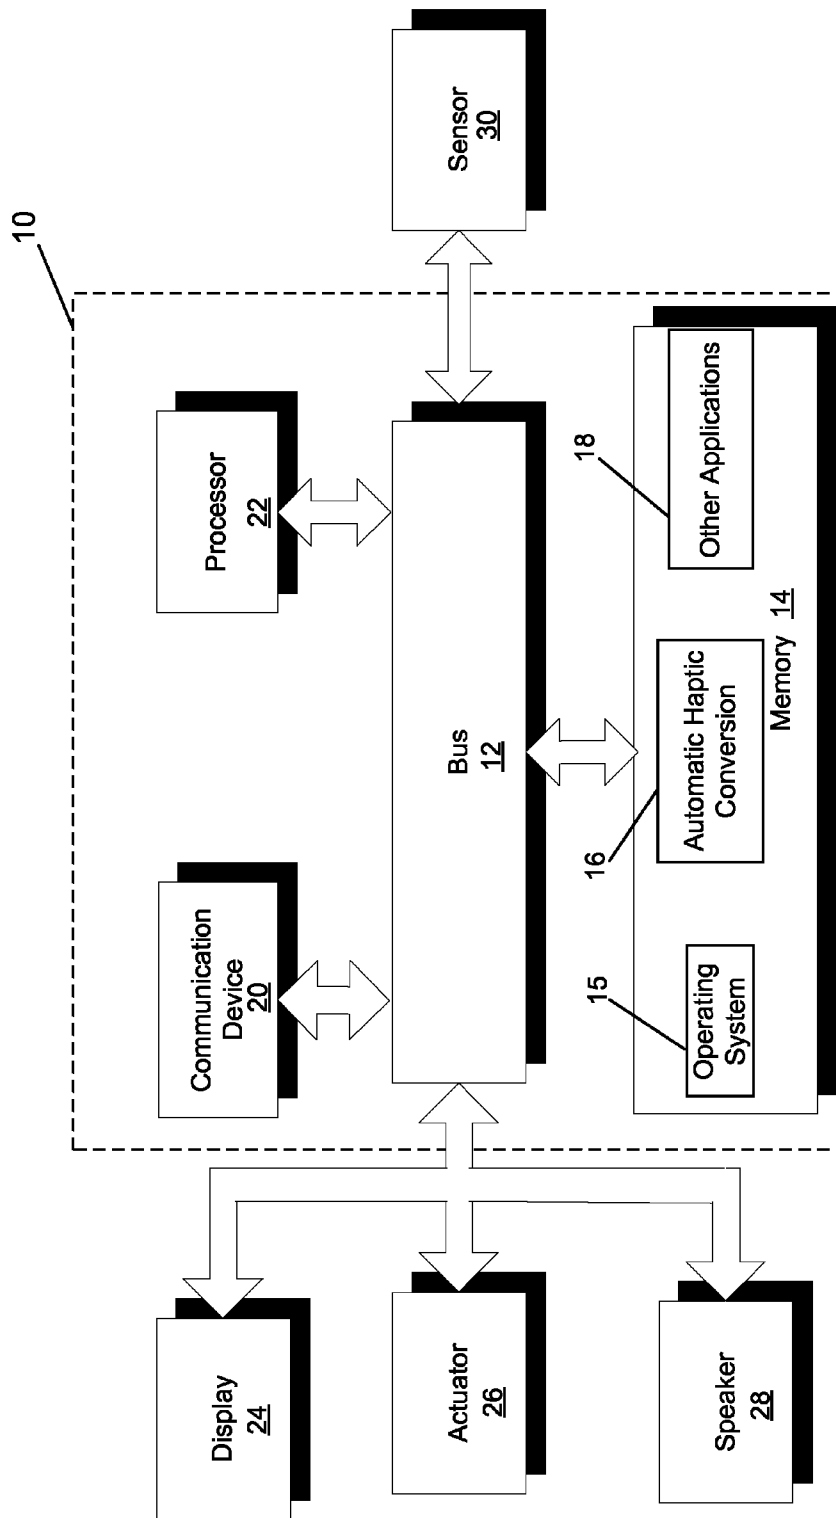 10
Display
24
Communication
Device
20
Processor
22
Actuator
26
Bus
12
Sensor
30
Speaker
28
15
16
18
Operating
System
Automatic Haptic
Conversion
Other Applications
Memory 14